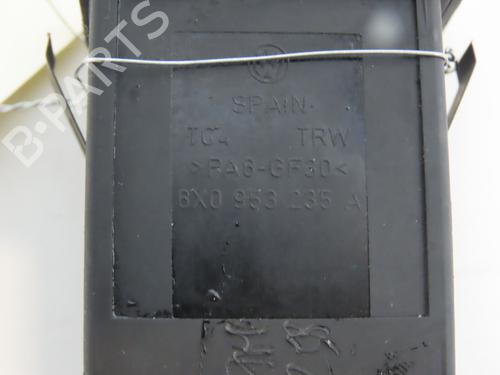 B-PARTS
SPAIN
TC4 TRW
>PA6-GF30<
6X0 953 235 A